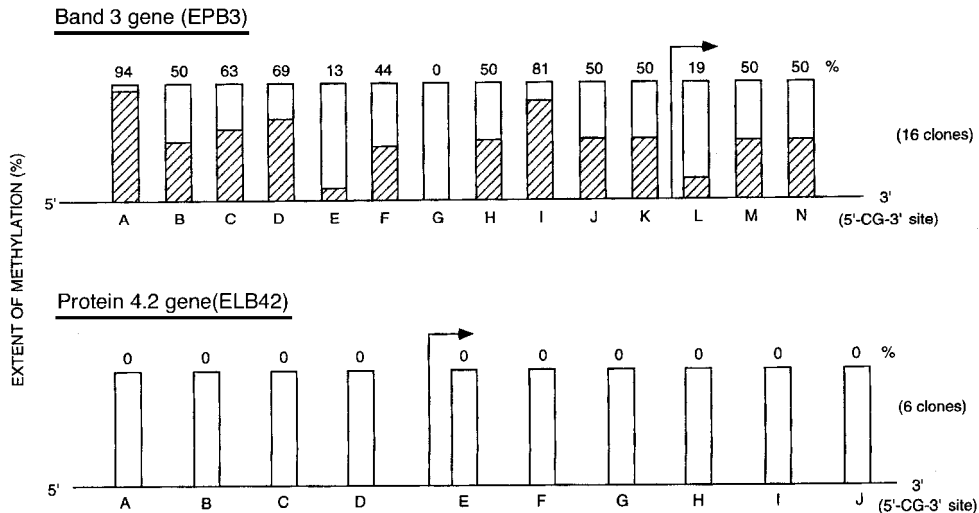 Band 3 gene (EPB3)
94 50 63 69 13 44 0 50 81 50 50 19 50 50 %
(16 clones)
5' 3'
A B C D E F G H I J K L M N (5'-CG-3' site)
EXTENT OF METHYLATION (%)
Protein 4.2 gene(ELB42)
0 0 0 0 0 0 0 0 0 0 %
(6 clones)
5' 3'
A B C D E F G H I J (5'-CG-3' site)